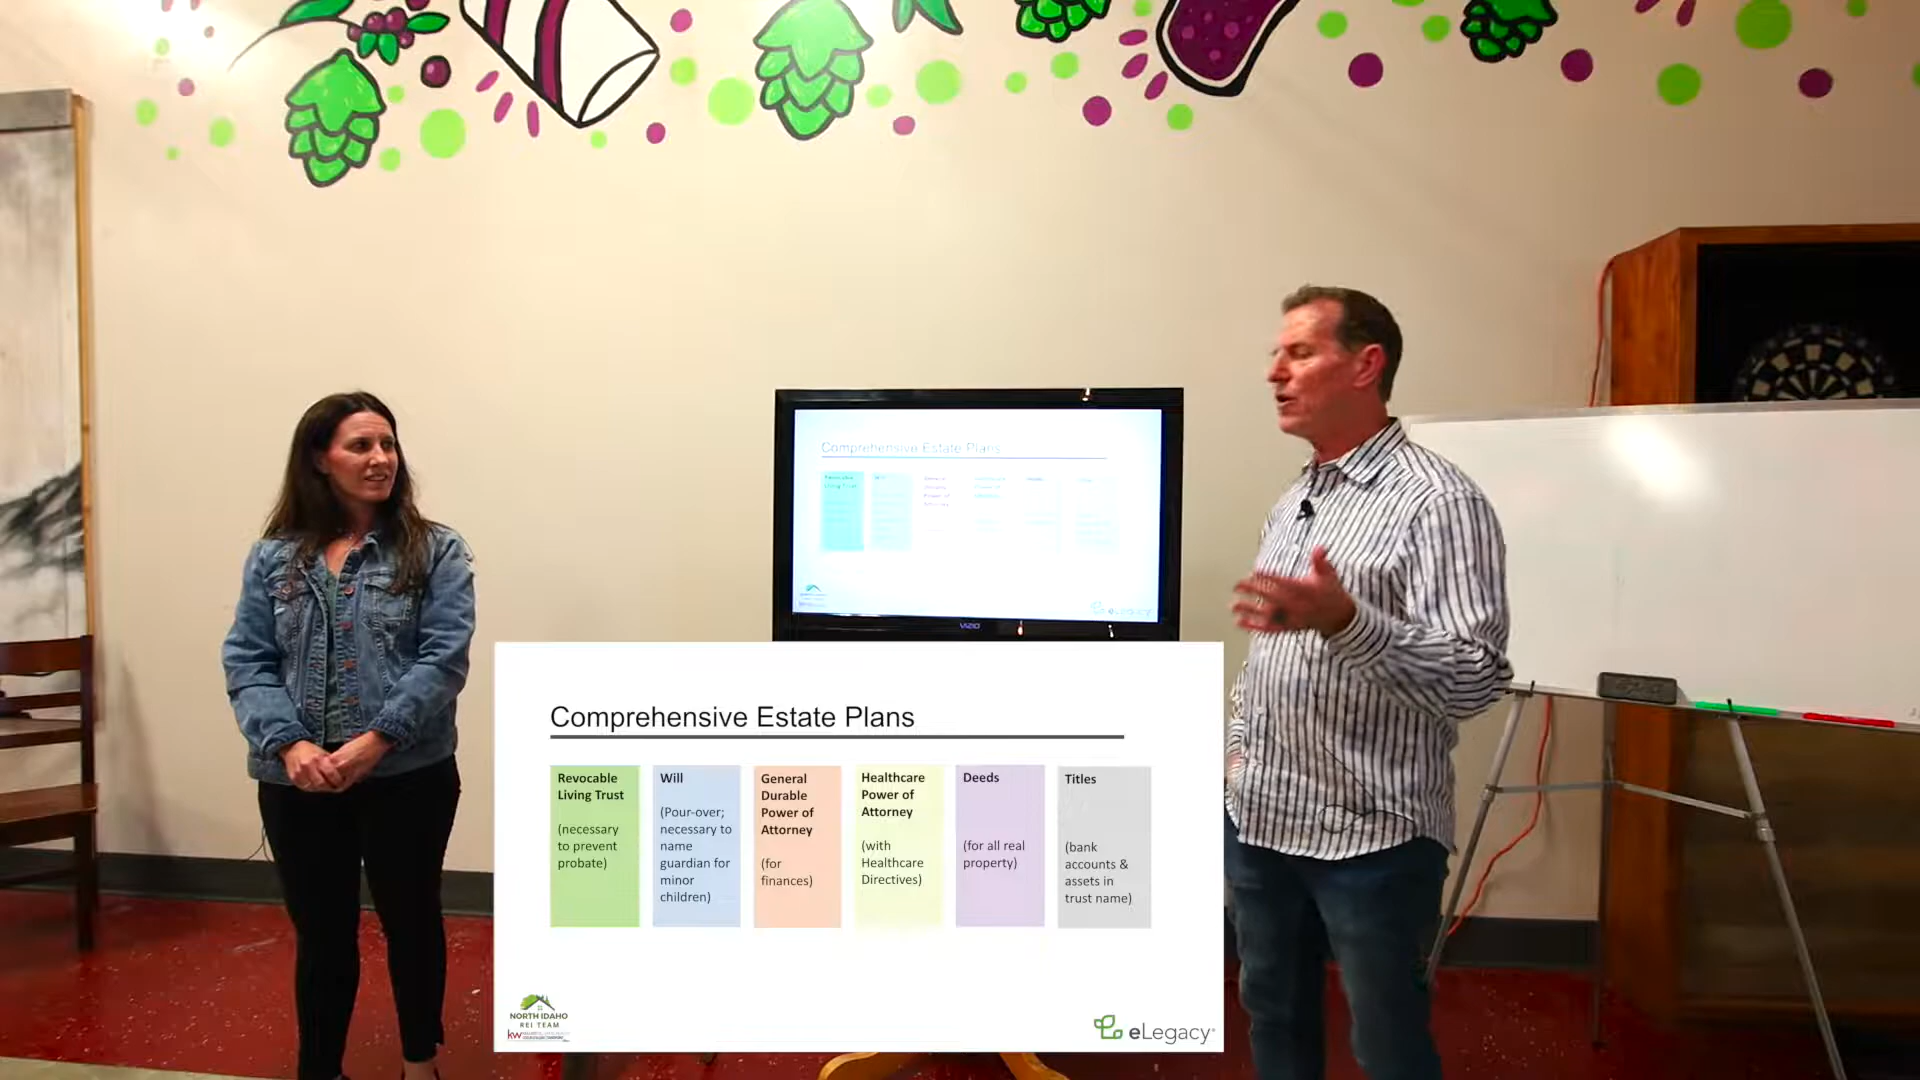 Comprehensive Estate Plans
VIZIO
Comprehensive Estate Plans
Revocable
Living Trust
(necessary
to prevent
probate)
Will
(Pour-over;
necessary to
name
guardian for
minor
children)
General
Durable
Power of
Attorney
(for
finances)
Healthcare
Power of
Attorney
(with
Healthcare
Directives)
Deeds
(for all real
property)
Titles
(bank
accounts &
assets in
trust name)
NORTH IDAHO
REI TEAM
kw
eLegacy